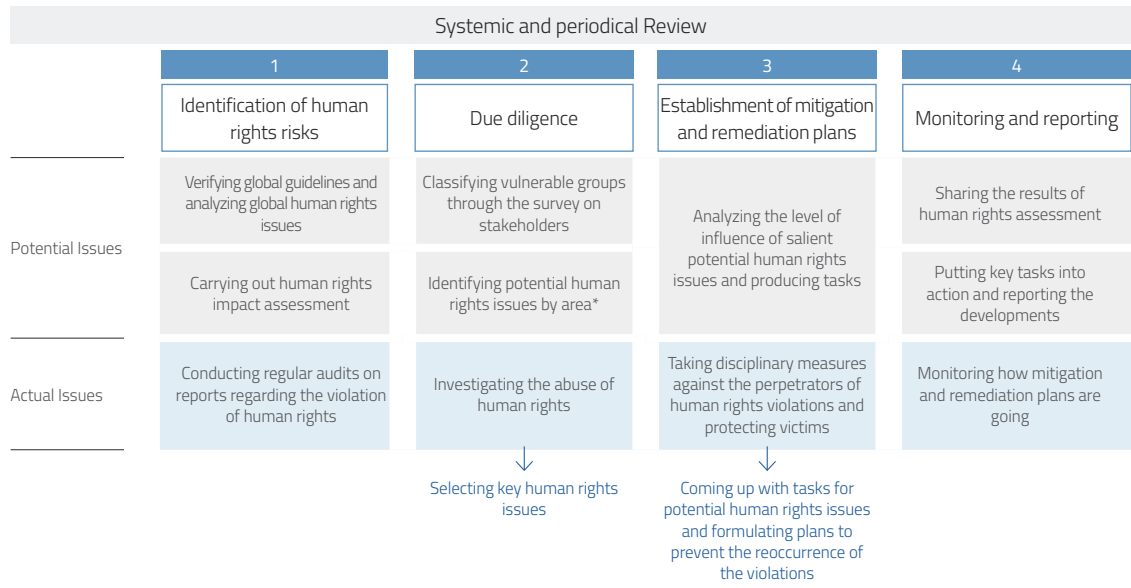 Systemic and periodical Review
1
2
3
4
Identification of human
rights risks
Due diligence
Establishment of mitigation
and remediation plans
Monitoring and reporting
Potential Issues
Verifying global guidelines and
analyzing global human rights
issues
Classifying vulnerable groups
through the survey on
stakeholders
Analyzing the level of
influence of salient
potential human rights
issues and producing tasks
Sharing the results of
human rights assessment
Carrying out human rights
impact assessment
Identifying potential human
rights issues by area*
Putting key tasks into
action and reporting the
developments
Actual Issues
Conducting regular audits on
reports regarding the violation
of human rights
Investigating the abuse of
human rights
Taking disciplinary measures
against the perpetrators of
human rights violations and
protecting victims
Monitoring how mitigation
and remediation plans are
going
Selecting key human rights
issues
Coming up with tasks for
potential human rights issues
and formulating plans to
prevent the reoccurrence of
the violations